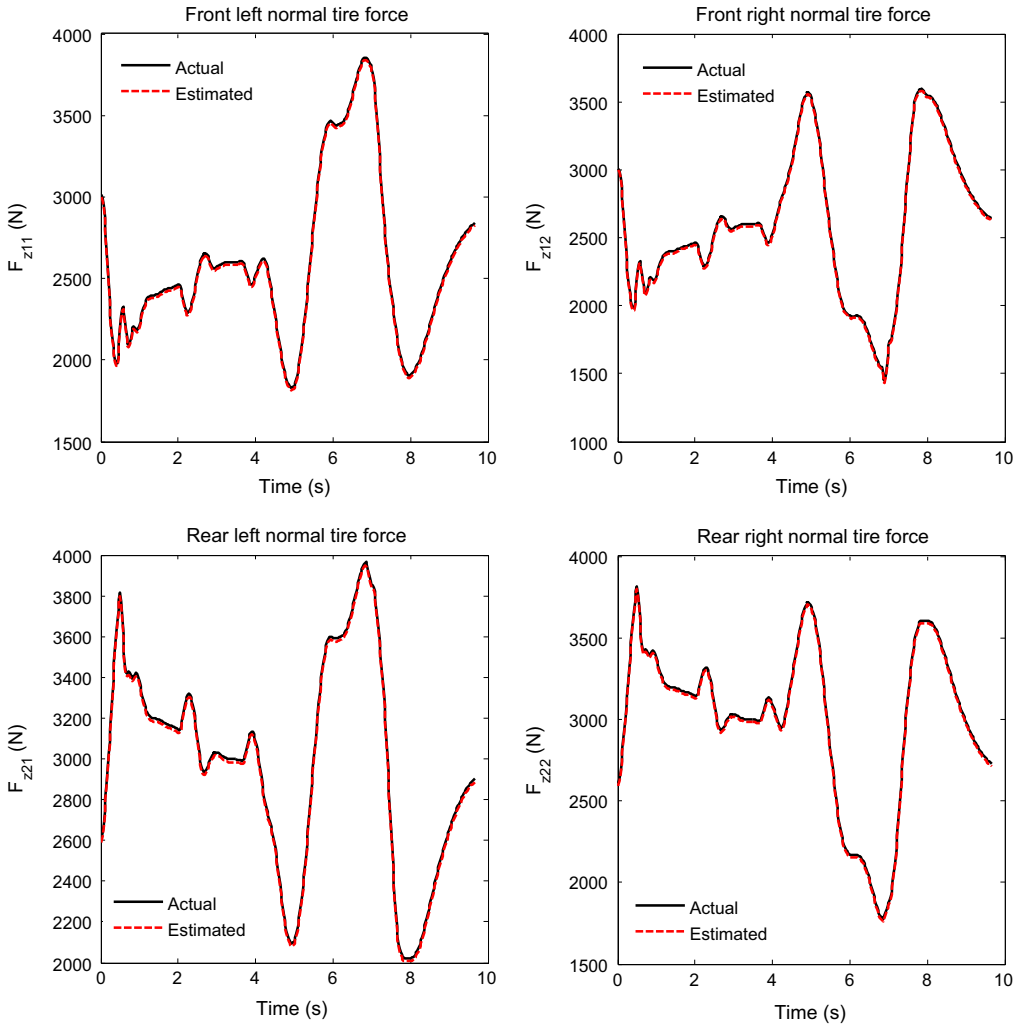 Front left normal tire force
4000
3500
3000
2500
2000
1500
F_z11 (N)
Actual
Estimated
0 2 4 6 8 10
Time (s)
Front right normal tire force
4000
3500
3000
2500
2000
1500
1000
F_z12 (N)
Actual
Estimated
0 2 4 6 8 10
Time (s)
Rear left normal tire force
4000
3800
3600
3400
3200
3000
2800
2600
2400
2200
2000
F_z21 (N)
Actual
Estimated
0 2 4 6 8 10
Time (s)
Rear right normal tire force
4000
3500
3000
3500
2000
1500
F_z22 (N)
Actual
Estimated
0 2 4 6 8 10
Time (s)